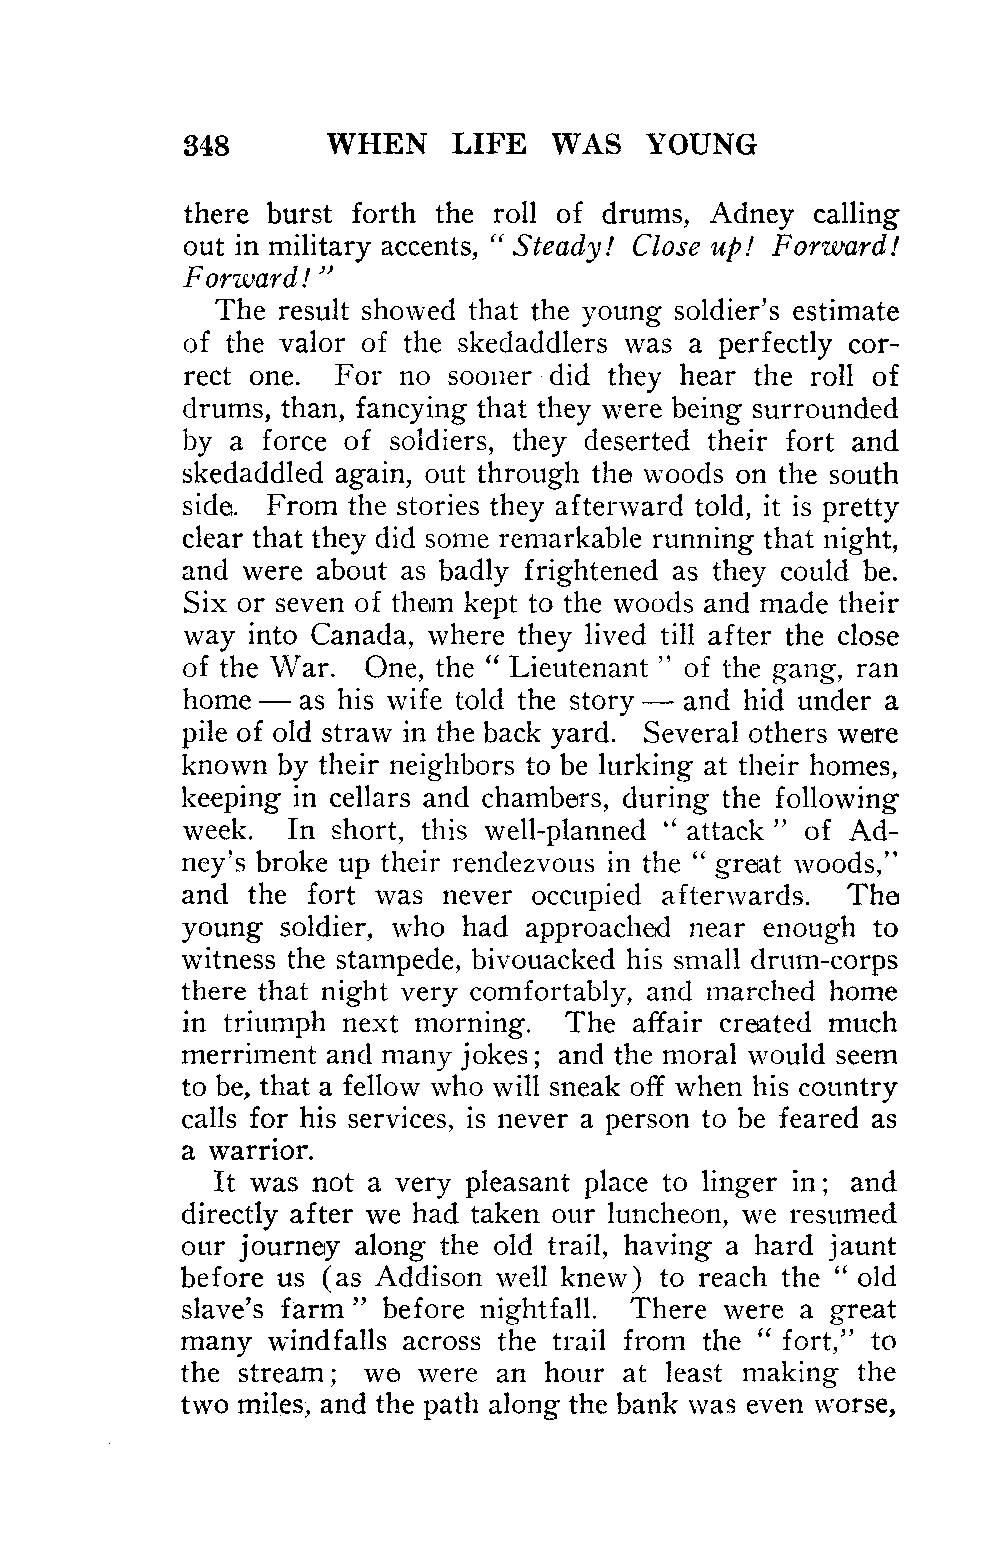 348 WHEN LIFE WAS YOUNG
there burst forth the roll of drums, Adney calling
out in military accents, “ Steady! Close up! Forward!
Forward! ”
The result showed that the young soldier’s estimate
of the valor of the skedaddlers was a perfectly cor-
rect one. For no sooner did they hear the roll of
drums, than, fancying that they were being surrounded
by a force of soldiers, they deserted their fort and
skedaddled again, out through the woods on the south
side. From the stories they afterward told, it is pretty
clear that they did some remarkable running that night,
and were about as badly frightened as they could be.
Six or seven of them kept to the woods and made their
way into Canada, where they lived till after the close
of the War. One, the “ Lieutenant ” of the gang, ran
home — as his wife told the story — and hid under a
pile of old straw in the back yard. Several others were
known by their neighbors to be lurking at their homes,
keeping in cellars and chambers, during the following
week. In short, this well-planned “ attack ” of Ad-
ney’s broke up their rendezvous in the “ great woods,”
and the fort was never occupied afterwards. The
young soldier, who had approached near enough to
witness the stampede, bivouacked his small drum-corps
there that night very comfortably, and marched home
in triumph next morning. The affair created much
merriment and many jokes; and the moral would seem
to be, that a fellow who will sneak off when his country
calls for his services, is never a person to be feared as
a warrior.
It was not a very pleasant place to linger in; and
directly after we had taken our luncheon, we resumed
our journey along the old trail, having a hard jaunt
before us (as Addison well knew) to reach the “ old
slave’s farm ” before nightfall. There were a great
many windfalls across the trail from the “ fort,” to
the stream; we were an hour at least making the
two miles, and the path along the bank was even worse,